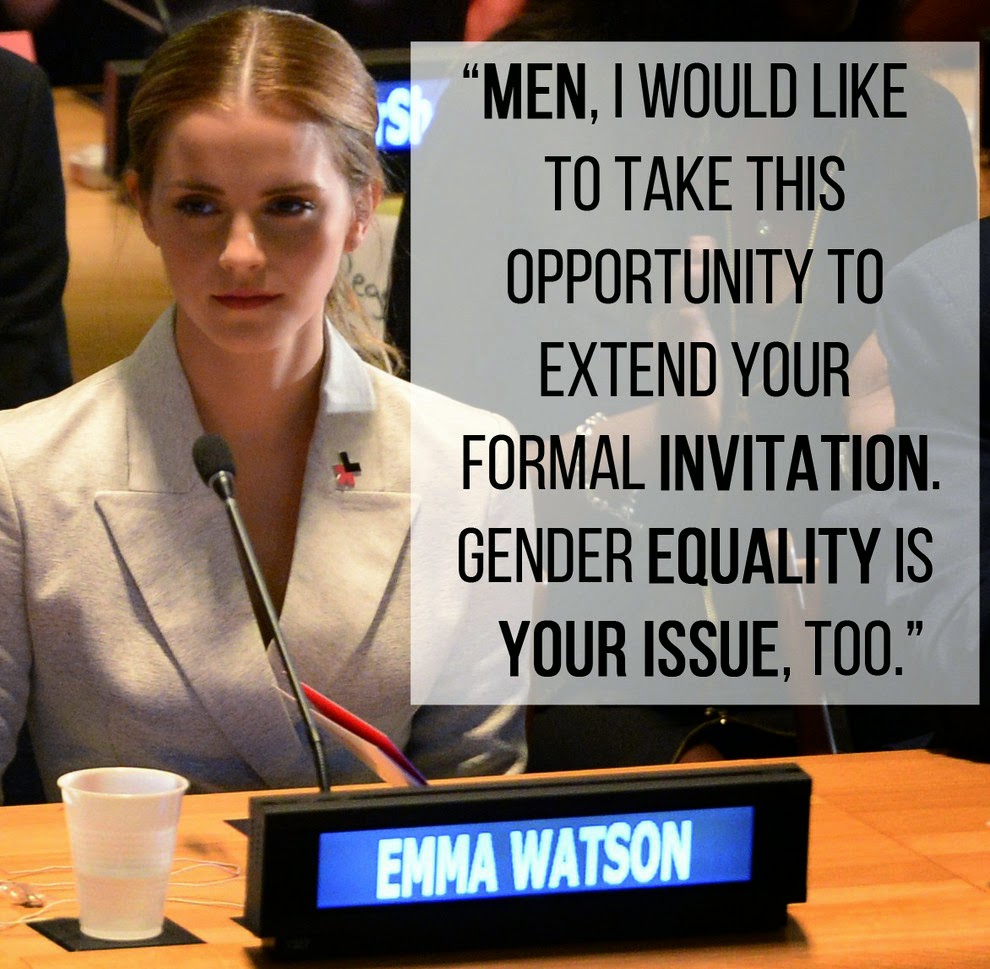 “MEN, I WOULD LIKE
TO TAKE THIS
OPPORTUNITY TO
EXTEND YOUR
FORMAL INVITATION.
GENDER EQUALITY IS
YOUR ISSUE, TOO.”
EMMA WATSON